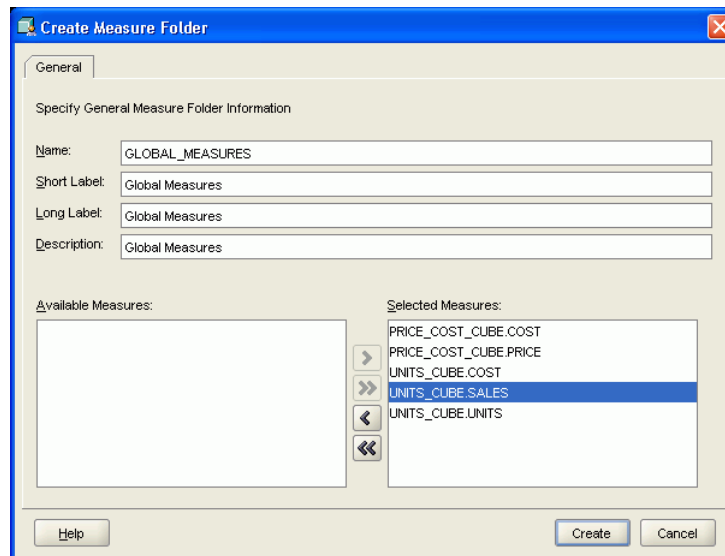 Create Measure Folder
General
Specify General Measure Folder Information
Name: GLOBAL_MEASURES
Short Label: Global Measures
Long Label: Global Measures
Description: Global Measures
Available Measures: Selected Measures:
PRICE_COST_CUBE.COST
PRICE_COST_CUBE.PRICE
UNITS_CUBE.COST
UNITS_CUBE.SALES
UNITS_CUBE.UNITS
Help Create Cancel